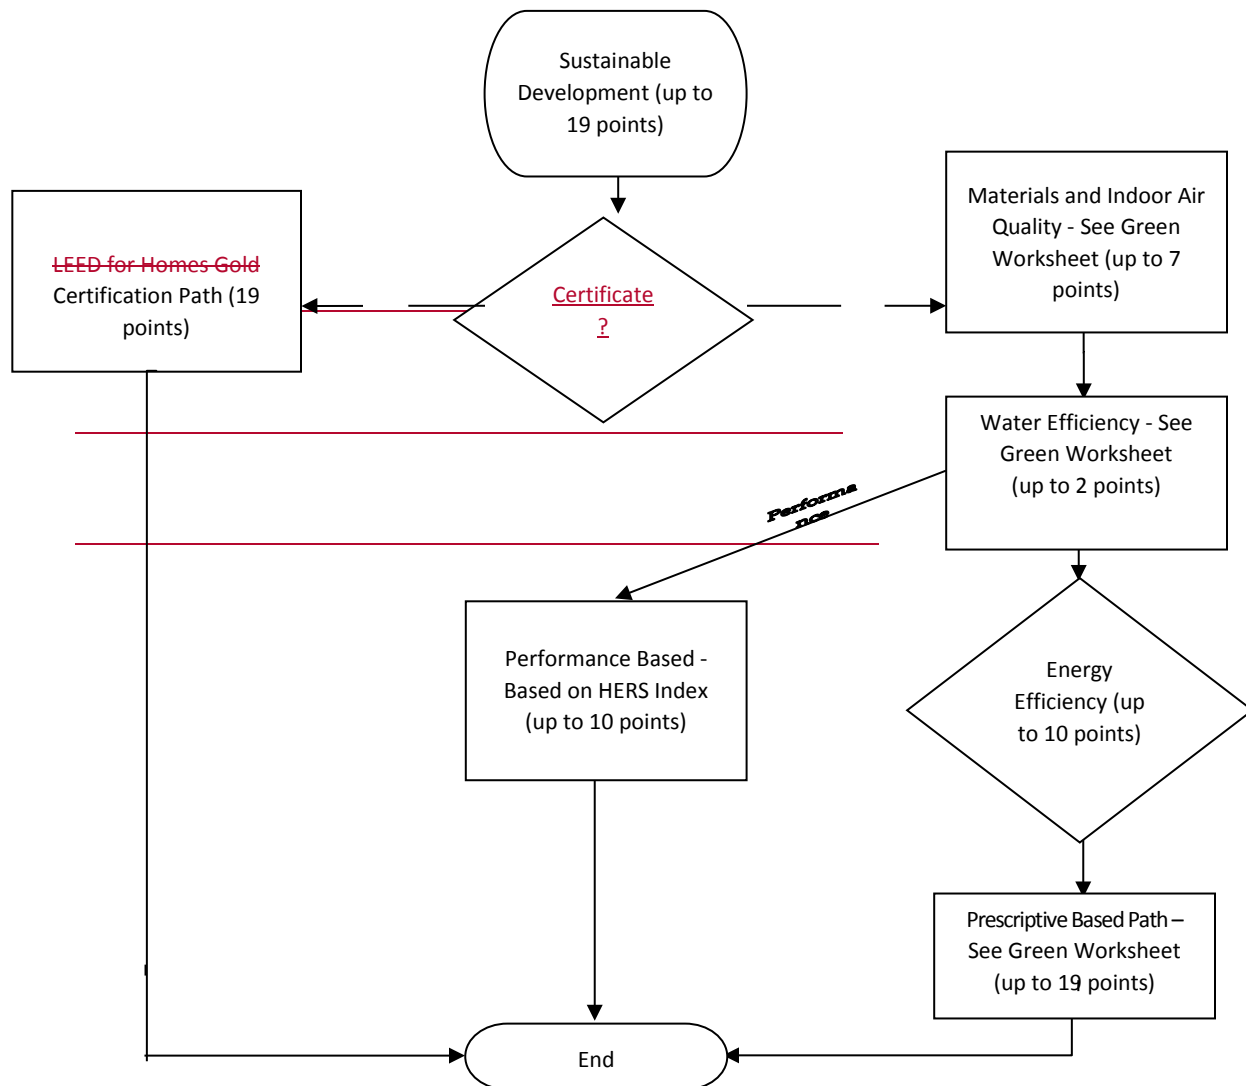 Sustainable
Development (up to
19 points)
Materials and Indoor Air
Quality - See Green
Worksheet (up to 7
points)
LEED for Homes Gold
Certification Path (19
points)
Certificate
?
Water Efficiency - See
Green Worksheet
(up to 2 points)
Performa
nce
Performance Based -
Based on HERS Index
(up to 10 points)
Energy
Efficiency (up
to 10 points)
Prescriptive Based Path –
See Green Worksheet
(up to 19 points)
End